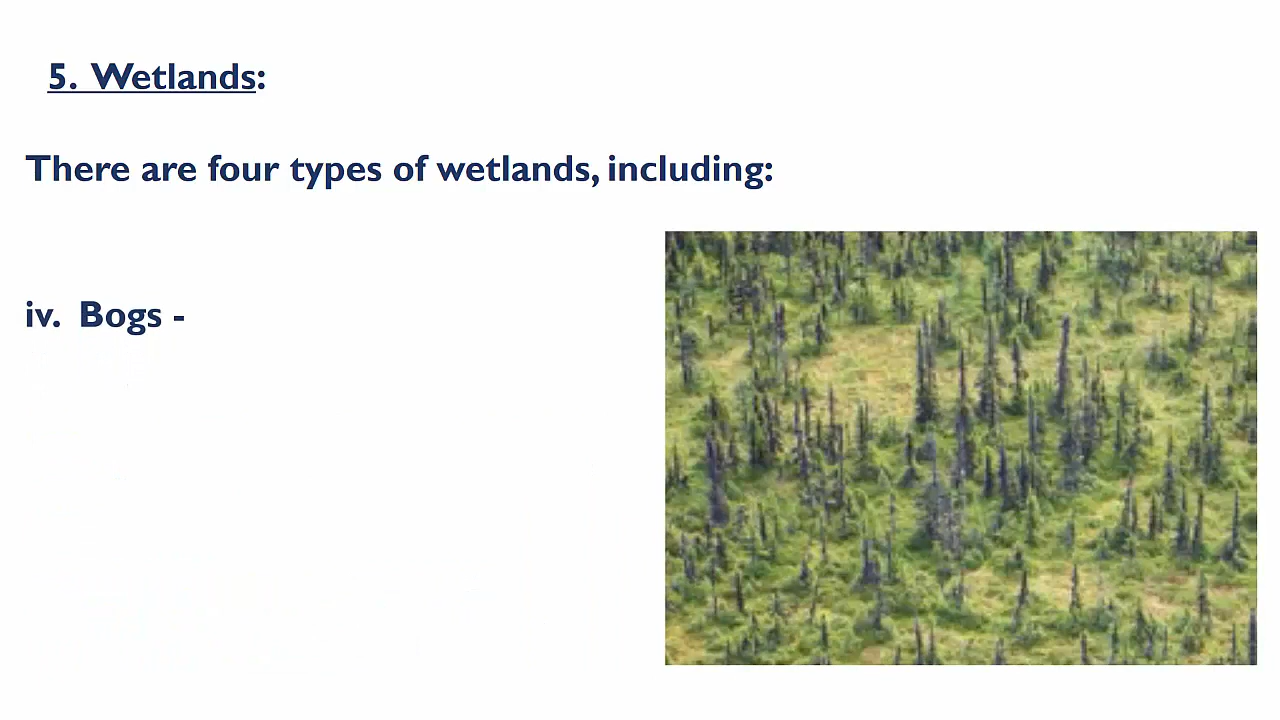 5. Wetlands:
There are four types of wetlands, including:
iv. Bogs -